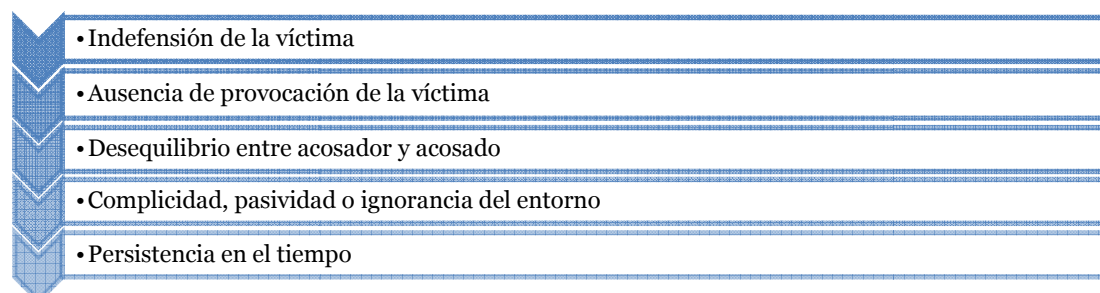 •Indefensión de la víctima
•Ausencia de provocación de la víctima
•Desequilibrio entre acosador y acosado
•Complicidad, pasividad o ignorancia del entorno
•Persistencia en el tiempo